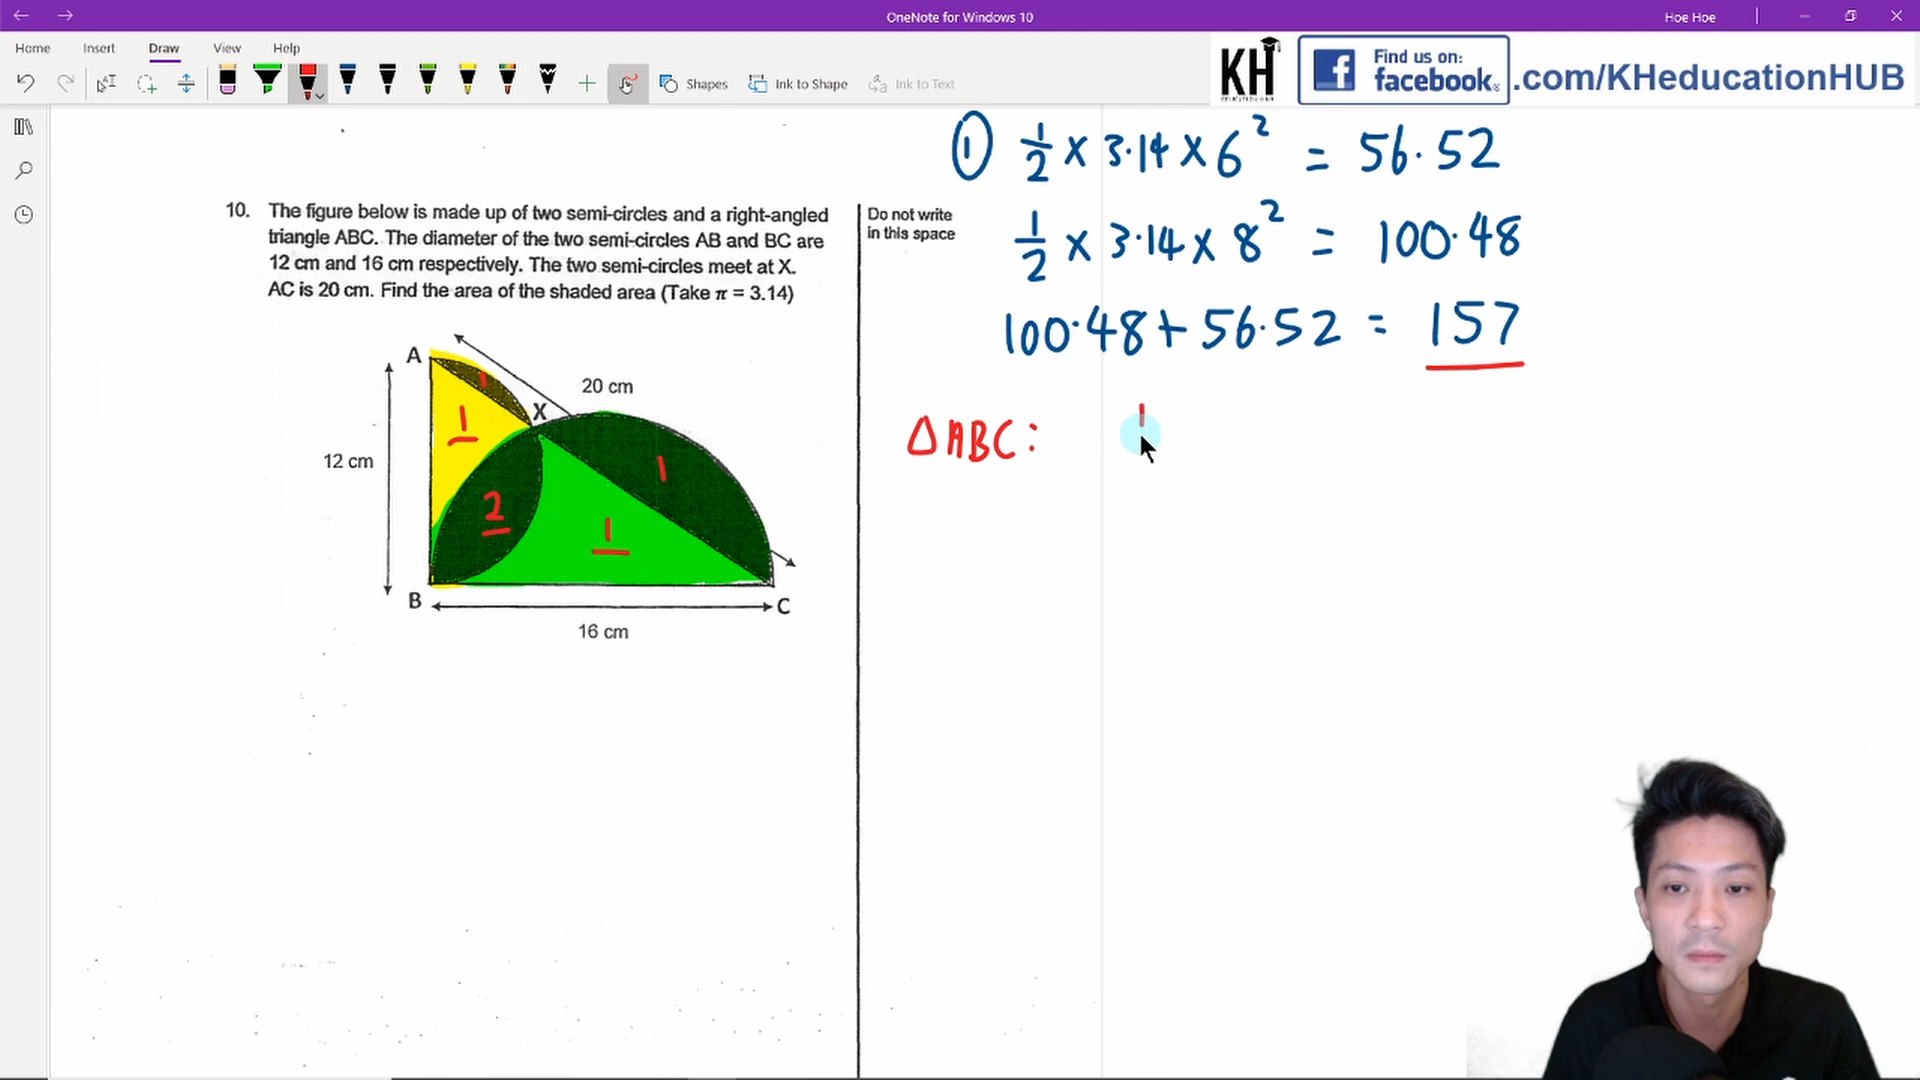 OneNote for Windows 10
Hoe Hoe
Home Insert Draw View Help
Shapes
Ink to Shape
Ink to Text
KH
Find us on:
facebook .com/KHeducationHUB
10. The figure below is made up of two semi-circles and a right-angled
triangle ABC. The diameter of the two semi-circles AB and BC are
12 cm and 16 cm respectively. The two semi-circles meet at X.
AC is 20 cm. Find the area of the shaded area (Take π = 3.14)
Do not write
in this space
A
X
20 cm
12 cm
1
1
1
2
1
B
C
16 cm
① 1/2 × 3.14 × 6² = 56.52
1/2 × 3.14 × 8² = 100.48
100.48 + 56.52 = 157
△ABC: 1